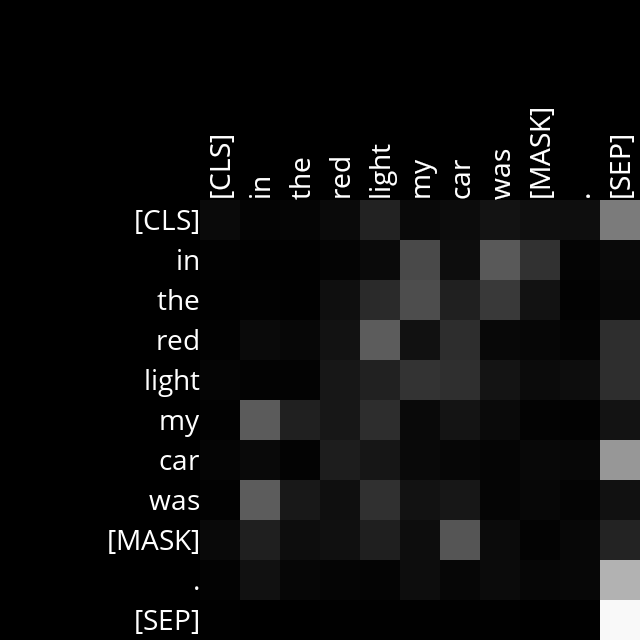 [CLS]
in
the
red
light
my
car
was
[MASK]
.
[SEP]
[CLS]
in
the
red
light
my
car
was
[MASK]
.
[SEP]